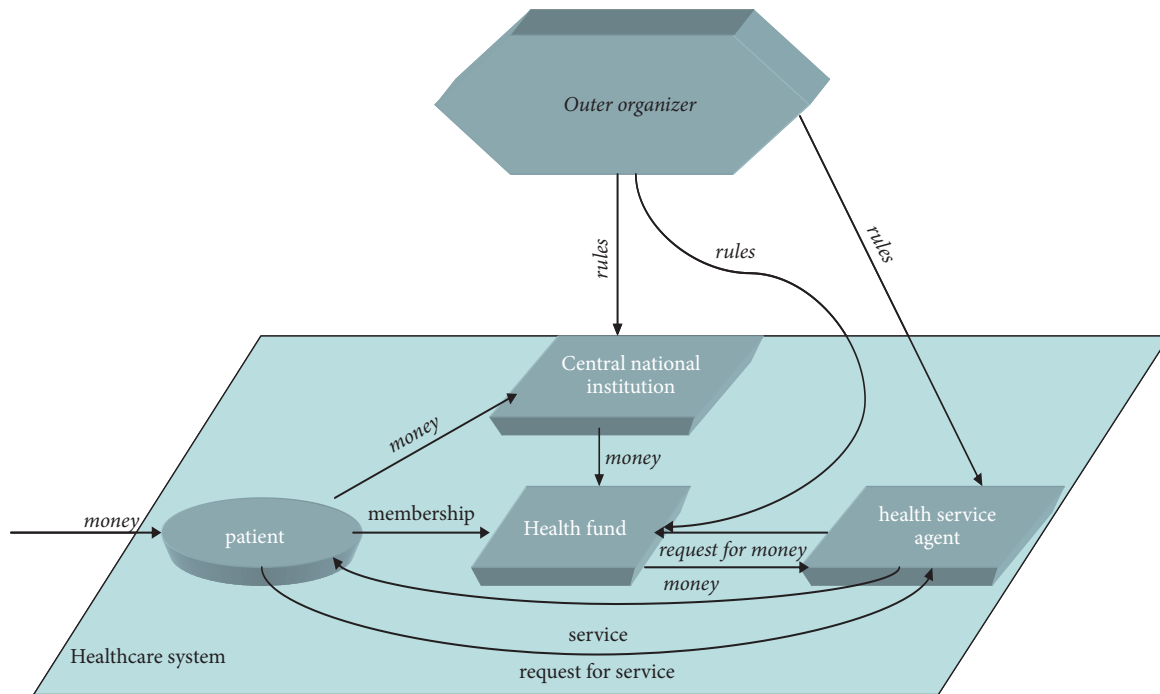 Outer organizer
rules
rules
rules
Central national
institution
money
money
money
patient
membership
Health fund
health service
agent
request for money
money
service
Healthcare system
request for service